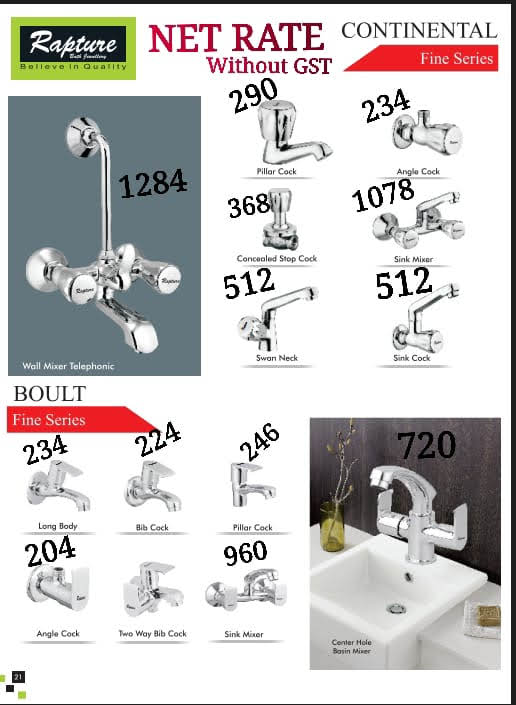 Rapture
Bath Jewellery
Believe In Quality
NET RATE
Without GST
CONTINENTAL
Fine Series
1284
Wall Mixer Telephonic
290
Pillar Cock
234
Angle Cock
368
Concealed Stop Cock
1078
Sink Mixer
512
Swan Neck
512
Sink Cock
BOULT
Fine Series
234
Long Body
224
Bib Cock
246
Pillar Cock
204
Angle Cock
Two Way Bib Cock
960
Sink Mixer
720
Center Hole
Basin Mixer
Rapture
Rapture
21